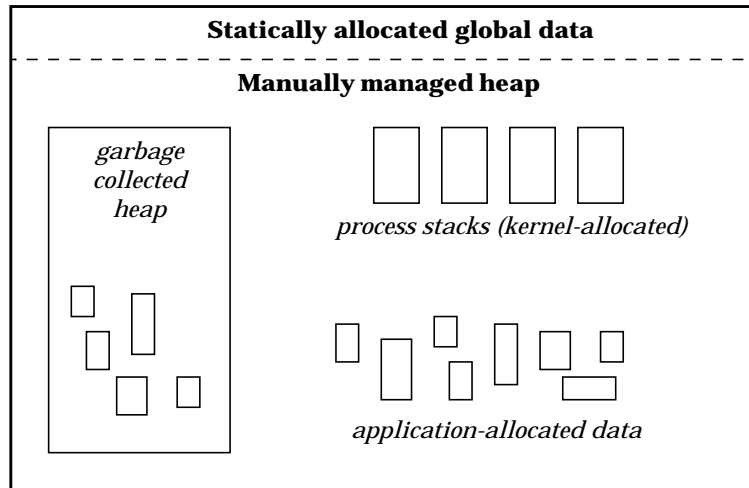 Statically allocated global data
Manually managed heap
garbage
collected
heap
process stacks (kernel-allocated)
application-allocated data